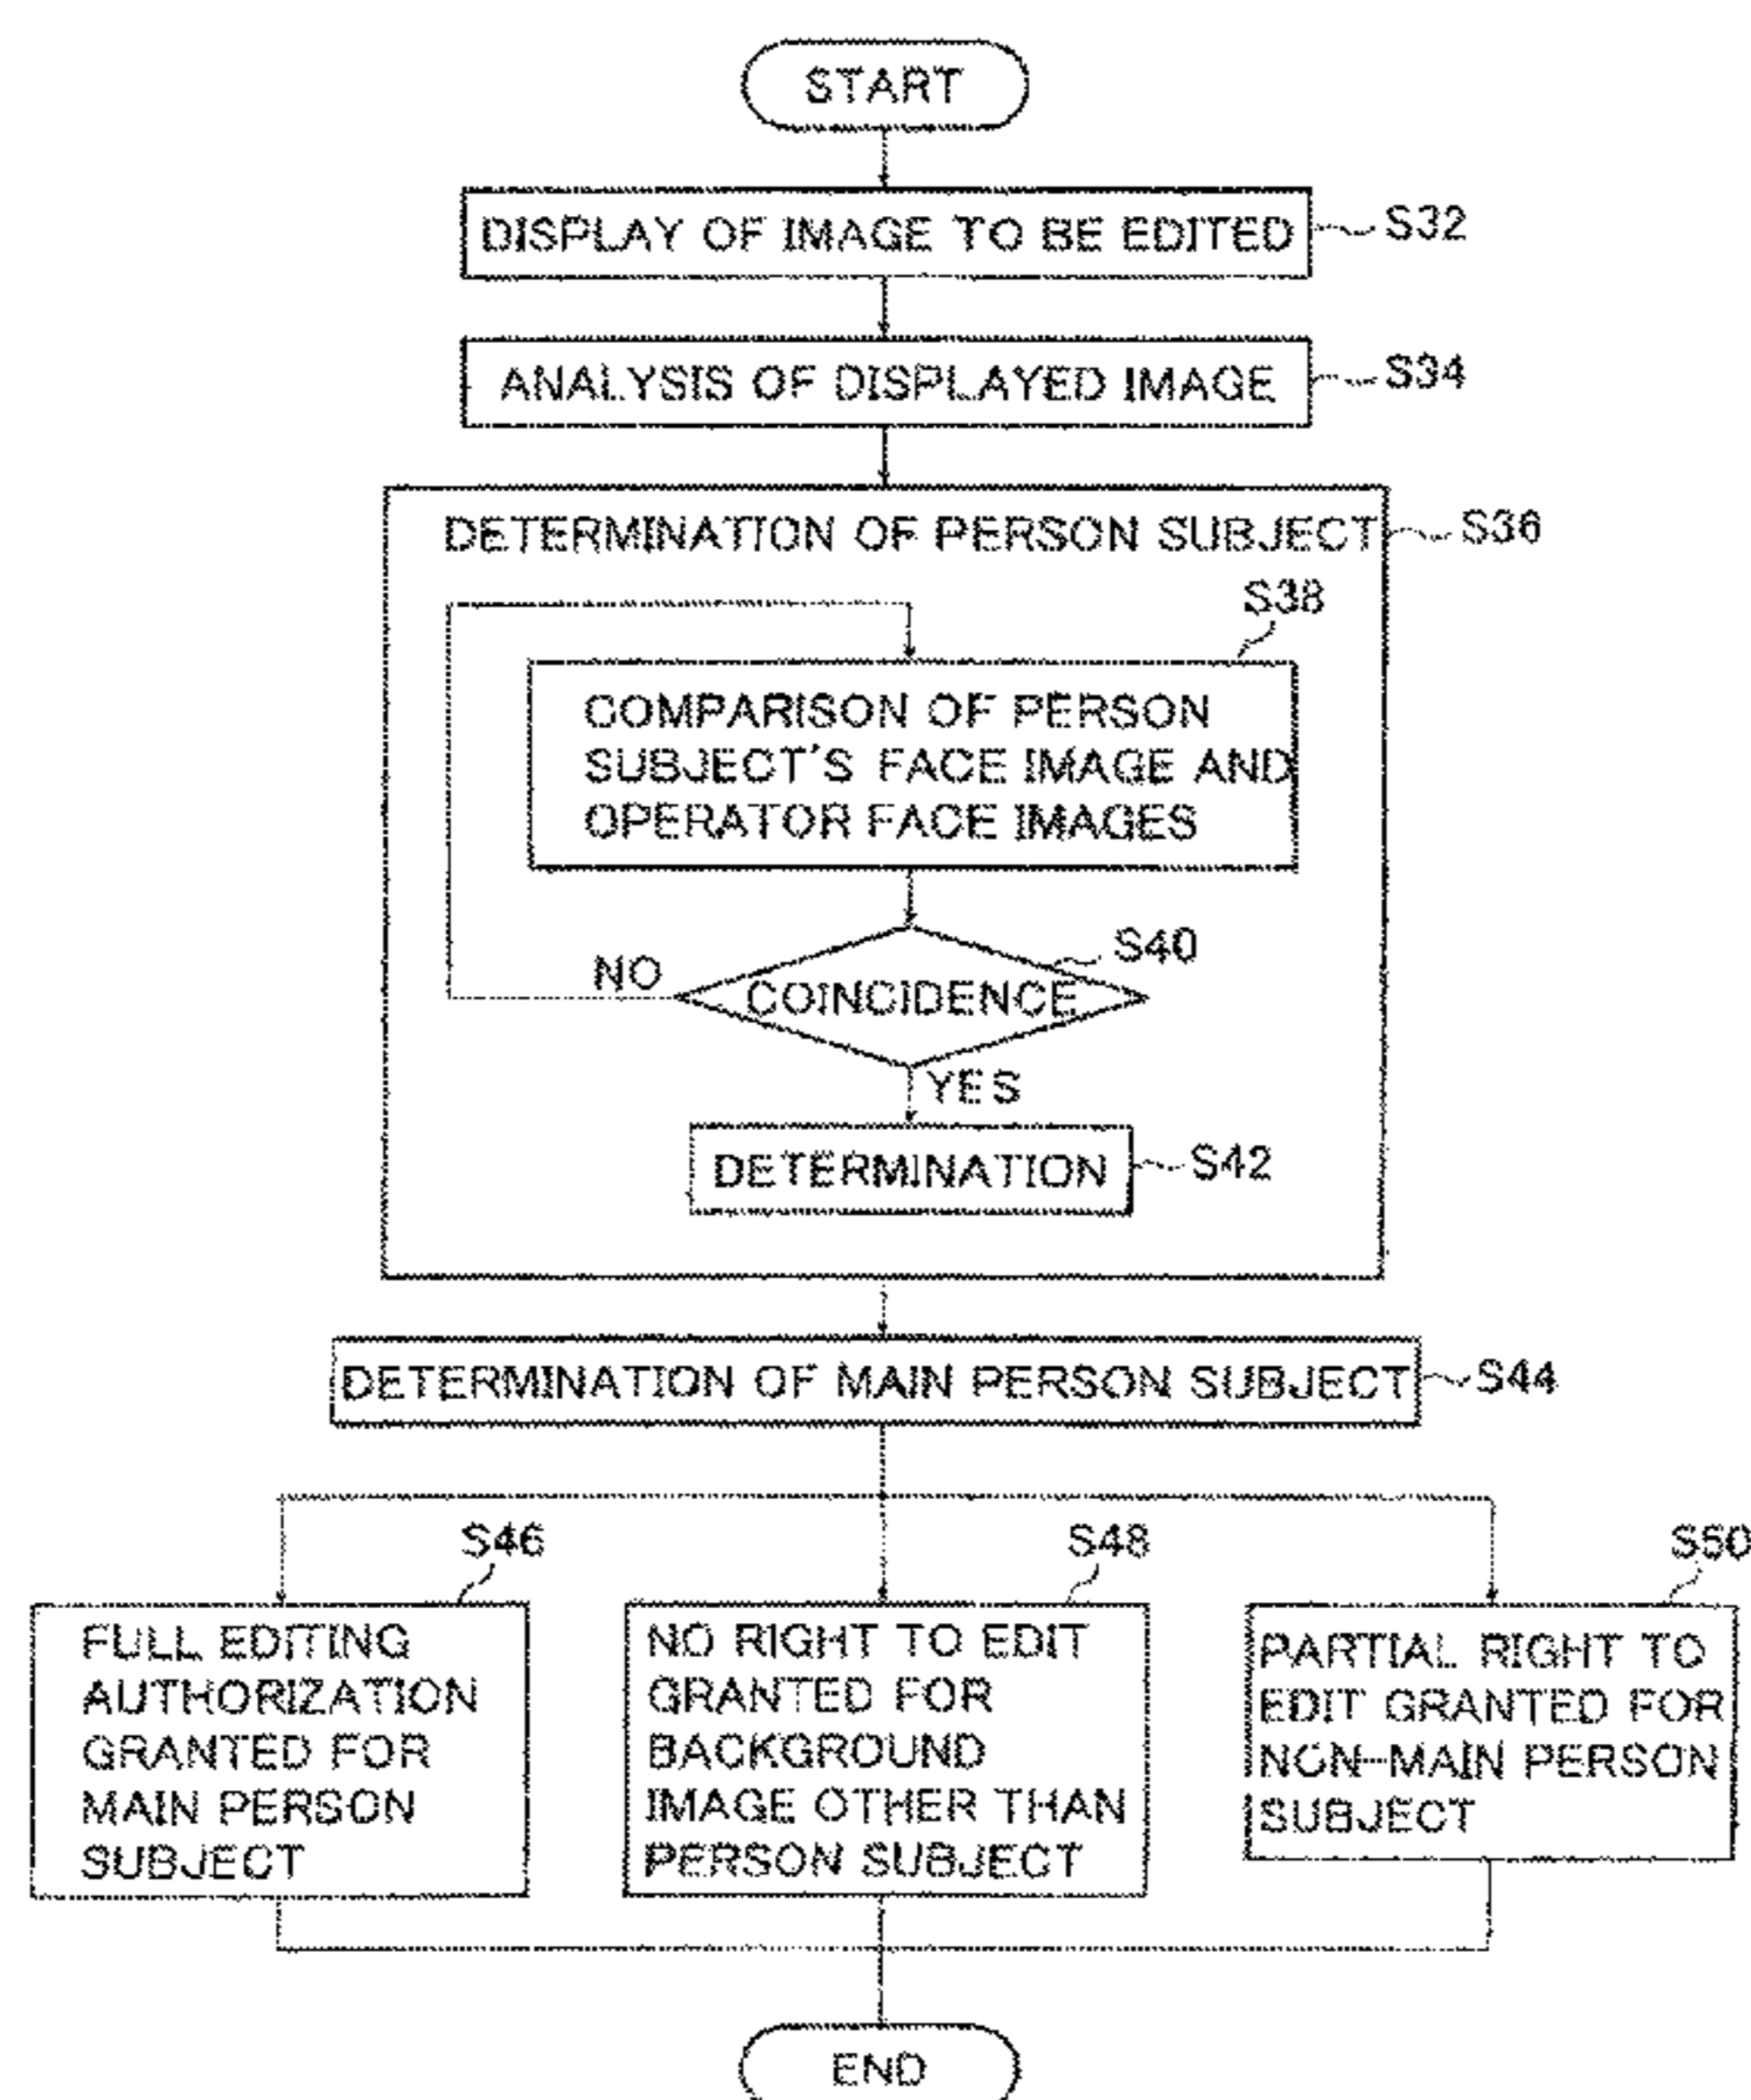 START
DISPLAY OF IMAGE TO BE EDITED
S32
ANALYSIS OF DISPLAYED IMAGE
S34
DETERMINATION OF PERSON SUBJECT
S36
S38
COMPARISON OF PERSON
SUBJECT'S FACE IMAGE AND
OPERATOR FACE IMAGES
S40
NO
COINCIDENCE
YES
DETERMINATION
S42
DETERMINATION OF MAIN PERSON SUBJECT
S44
S46
FULL EDITING
AUTHORIZATION
GRANTED FOR
MAIN PERSON
SUBJECT
S48
NO RIGHT TO EDIT
GRANTED FOR
BACKGROUND
IMAGE OTHER THAN
PERSON SUBJECT
S50
PARTIAL RIGHT TO
EDIT GRANTED FOR
NON-MAIN PERSON
SUBJECT
END